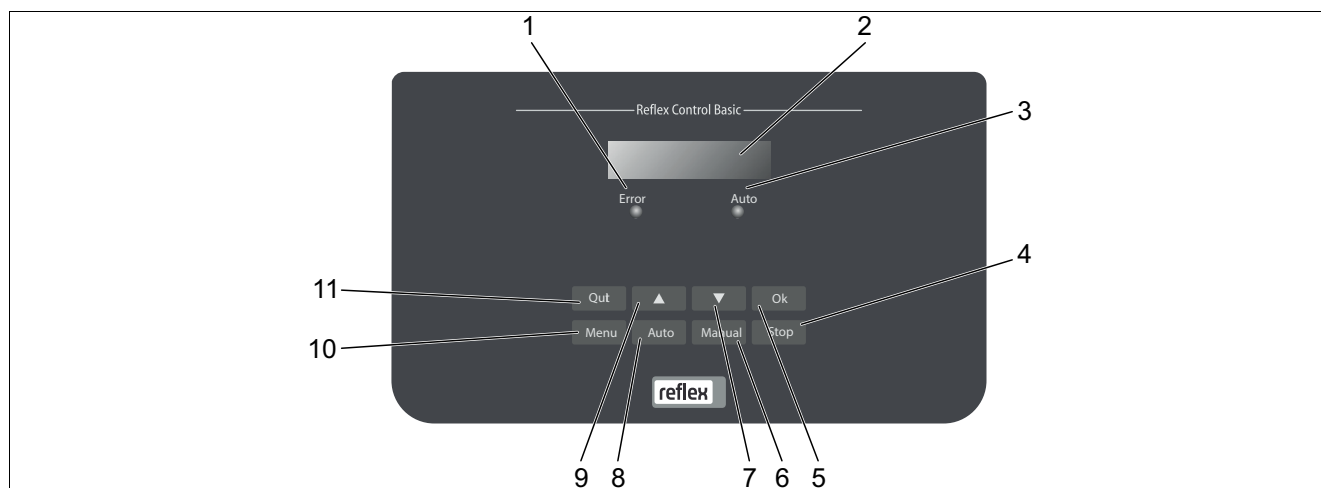 1 2
Reflex Control Basic
3
Error Auto
4
11 Qut ▲ ▼ Ok
10 Menu Auto Manual Stop
reflex
9 8 7 6 5